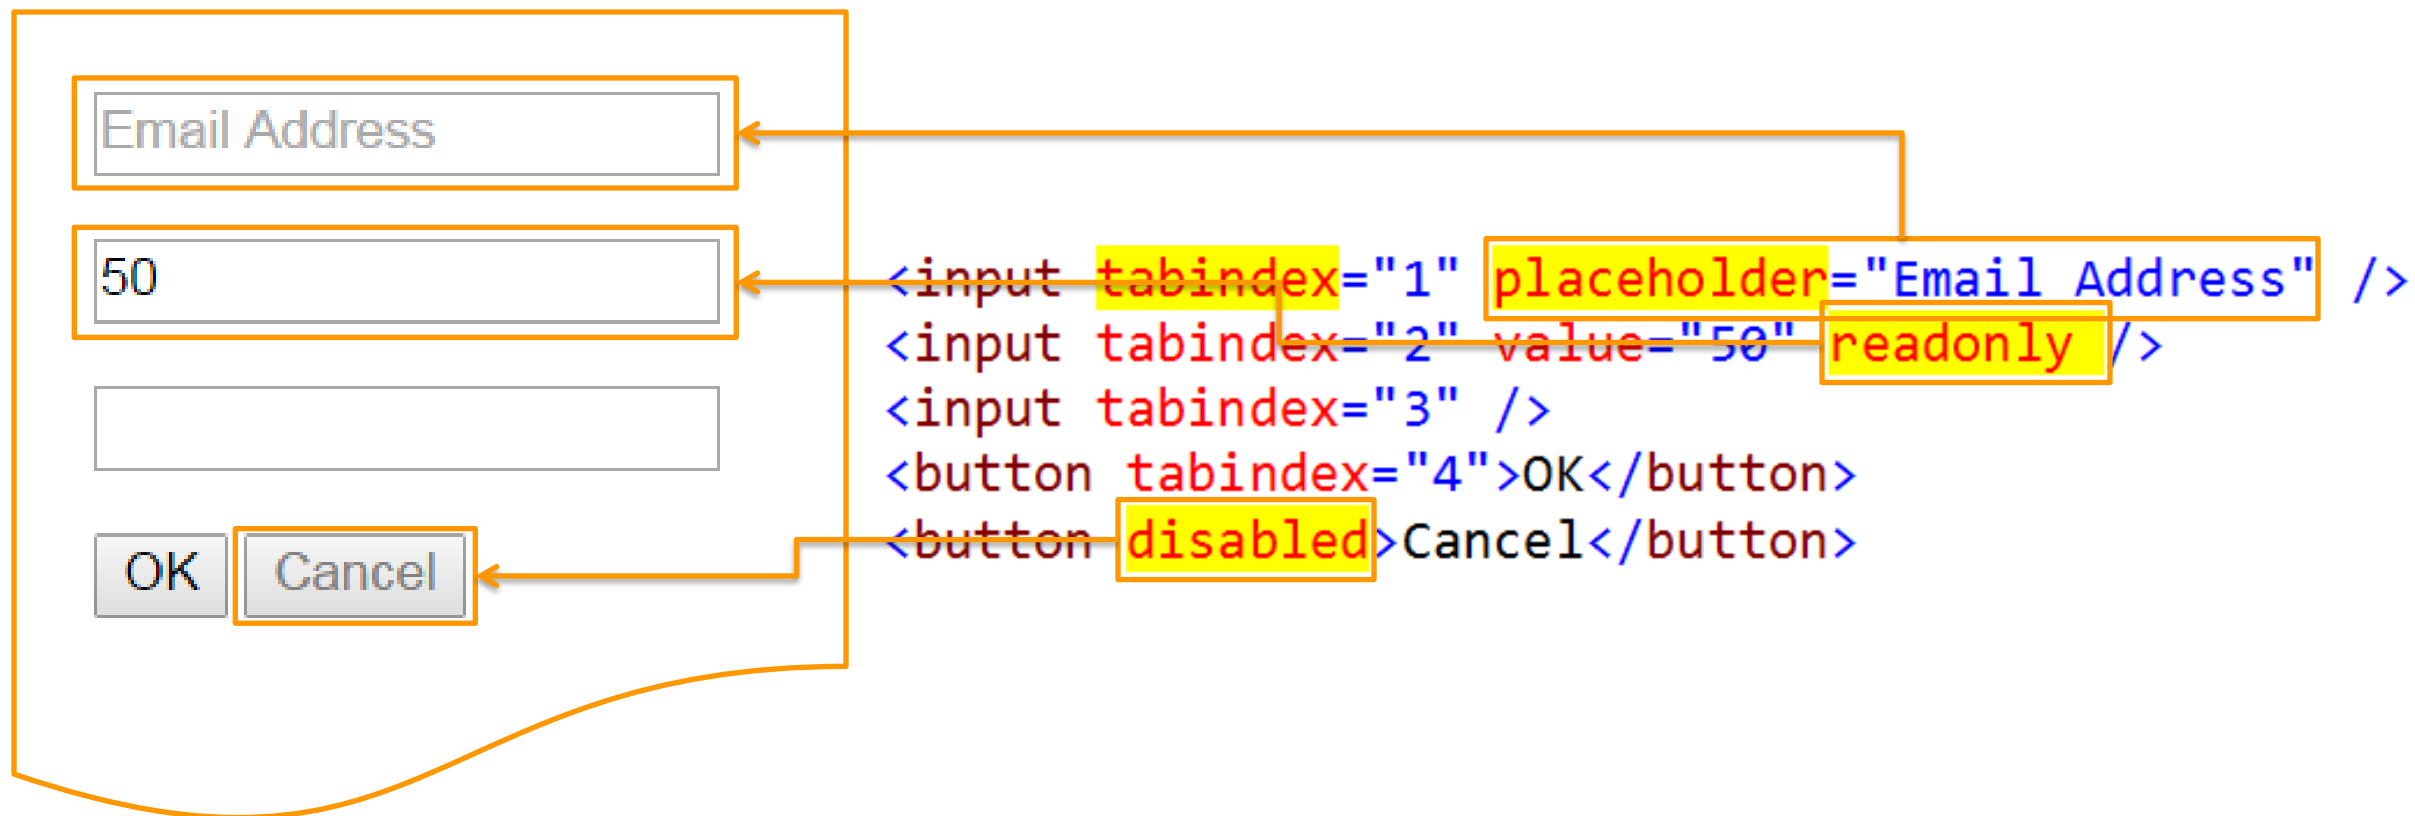 Email Address
50
OK Cancel
<input tabindex="1" placeholder="Email Address" />
<input tabindex="2" value="50" readonly />
<input tabindex="3" />
<button tabindex="4">OK</button>
<button disabled>Cancel</button>